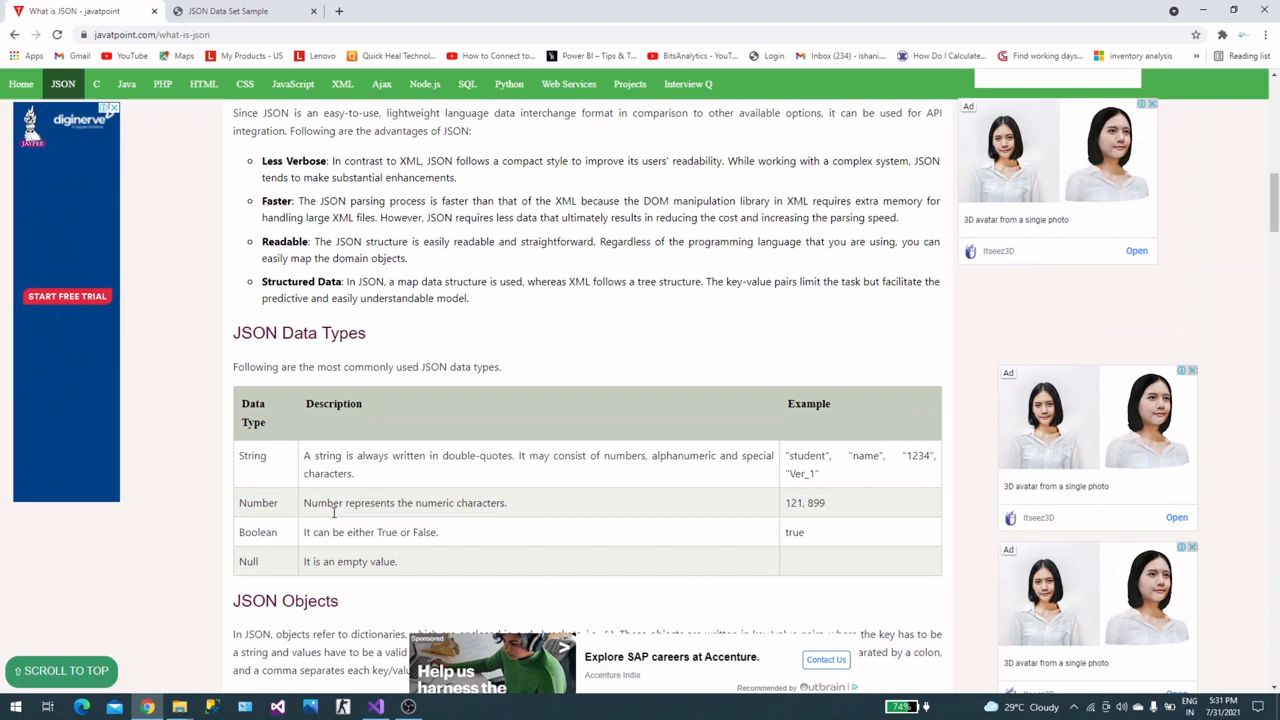 What is JSON - javatpoint
JSON Data Set Sample
javatpoint.com/what-is-json
Apps Gmail YouTube Maps My Products - US Lenovo Quick Heal Technol... How to Connect to... Power BI – Tips & T... BitsAnalytics - YouT... Login Inbox (234) - ishani.... How Do I Calculate... Find working days... inventory analysis Reading list
Home JSON C Java PHP HTML CSS JavaScript XML Ajax Node.js SQL Python Web Services Projects Interview Q
Since JSON is an easy-to-use, lightweight language data interchange format in comparison to other available options, it can be used for API
integration. Following are the advantages of JSON:
Less Verbose: In contrast to XML, JSON follows a compact style to improve its users' readability. While working with a complex system, JSON
tends to make substantial enhancements.
Faster: The JSON parsing process is faster than that of the XML because the DOM manipulation library in XML requires extra memory for
handling large XML files. However, JSON requires less data that ultimately results in reducing the cost and increasing the parsing speed.
Readable: The JSON structure is easily readable and straightforward. Regardless of the programming language that you are using, you can
easily map the domain objects.
Structured Data: In JSON, a map data structure is used, whereas XML follows a tree structure. The key-value pairs limit the task but facilitate the
predictive and easily understandable model.
JSON Data Types
Following are the most commonly used JSON data types.
Data Type Description Example
String A string is always written in double-quotes. It may consist of numbers, alphanumeric and special "student", "name", "1234",
characters. "Ver_1"
Number Number represents the numeric characters. 121, 899
Boolean It can be either True or False. true
Null It is an empty value.
JSON Objects
In JSON, objects refer to dictionaries, which are enclosed in curly brackets, i.e., { }. These objects are written in key/value pairs, where the key has to be
a string and values have to be a valid
arated by a colon,
and a comma separates each key/valu
JAYPEE
diginerve
START FREE TRIAL
⇧ SCROLL TO TOP
Ad
3D avatar from a single photo
Itseez3D Open
Ad
3D avatar from a single photo
Itseez3D Open
Ad
3D avatar from a single photo
Sponsored
Help us
harness the
Explore SAP careers at Accenture.
Accenture India
Contact Us
Recommended by Outbrain
74%
29°C Cloudy
ENG
IN
5:31 PM
7/31/2021